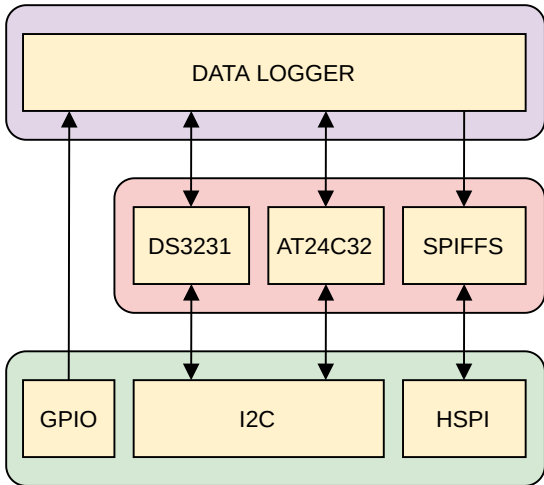 DATA LOGGER
DS3231
AT24C32
SPIFFS
GPIO
I2C
HSPI